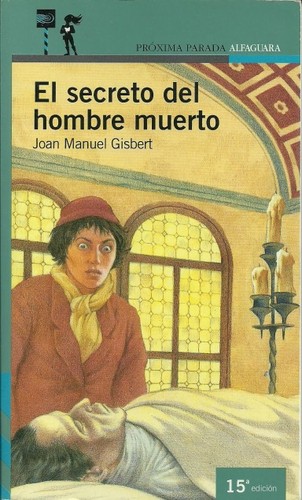 PRÓXIMA PARADA ALFAGUARA
El secreto del
hombre muerto
Joan Manuel Gisbert
15ª edición